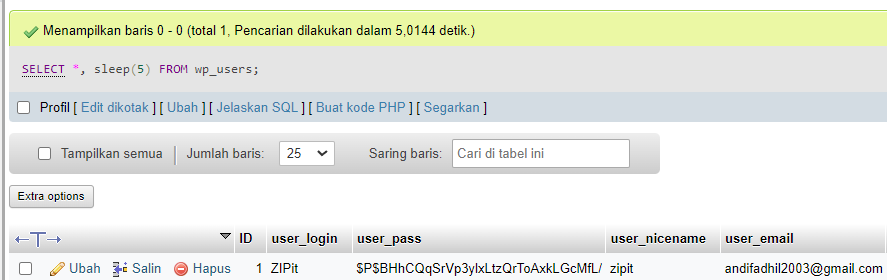 Menampilkan baris 0 - 0 (total 1, Pencarian dilakukan dalam 5,0144 detik.)
SELECT *, sleep(5) FROM wp_users;
Profil [ Edit dikotak ] [ Ubah ] [ Jelaskan SQL ] [ Buat kode PHP ] [ Segarkan ]
Tampilkan semua Jumlah baris: 25 Saring baris: Cari di tabel ini
Extra options
←T→ ID user_login user_pass user_nicename user_email
Ubah Salin Hapus 1 ZIPit $P$BHhCQqSrVp3yIxLtzQrToAxkLGcMfL/ zipit andifadhil2003@gmail.com